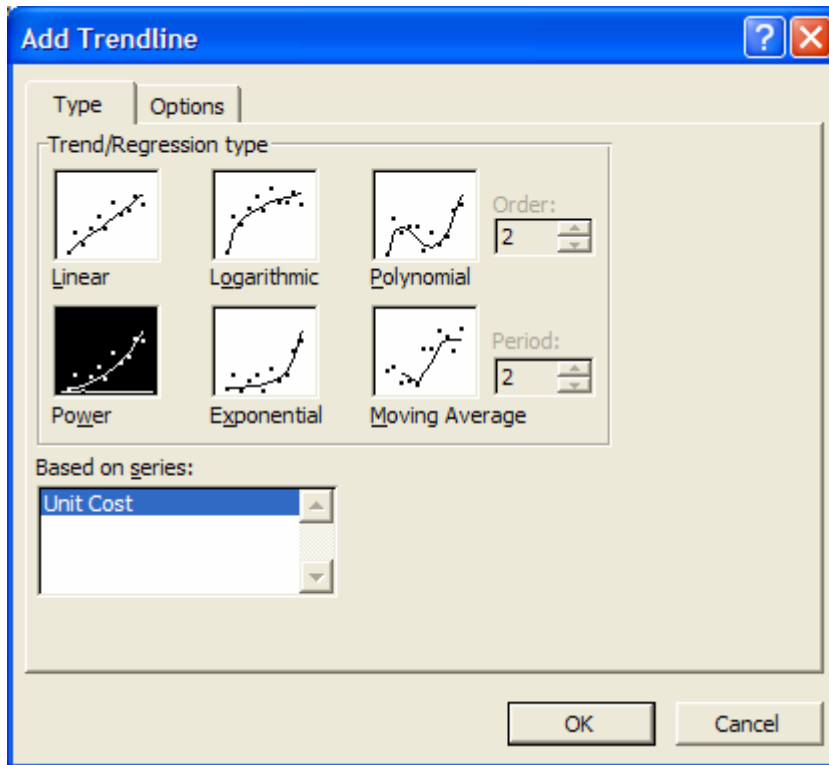 Add Trendline
?
Type
Options
Trend/Regression type
Linear
Logarithmic
Polynomial
Order:
2
Power
Exponential
Moving Average
Period:
2
Based on series:
Unit Cost
OK
Cancel